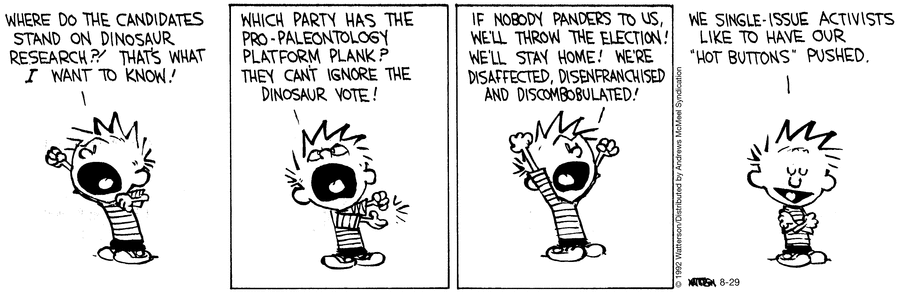 WHERE DO THE CANDIDATES
STAND ON DINOSAUR
RESEARCH?! THAT'S WHAT
I WANT TO KNOW!
WHICH PARTY HAS THE
PRO-PALEONTOLOGY
PLATFORM PLANK?
THEY CAN'T IGNORE THE
DINOSAUR VOTE!
IF NOBODY PANDERS TO US,
WE'LL THROW THE ELECTION!
WE'LL STAY HOME! WE'RE
DISAFFECTED, DISENFRANCHISED
AND DISCOMBOBULATED!
© 1992 Watterson/Distributed by Andrews McMeel Syndication
WE SINGLE-ISSUE ACTIVISTS
LIKE TO HAVE OUR
"HOT BUTTONS" PUSHED.
WATTERSON 8-29